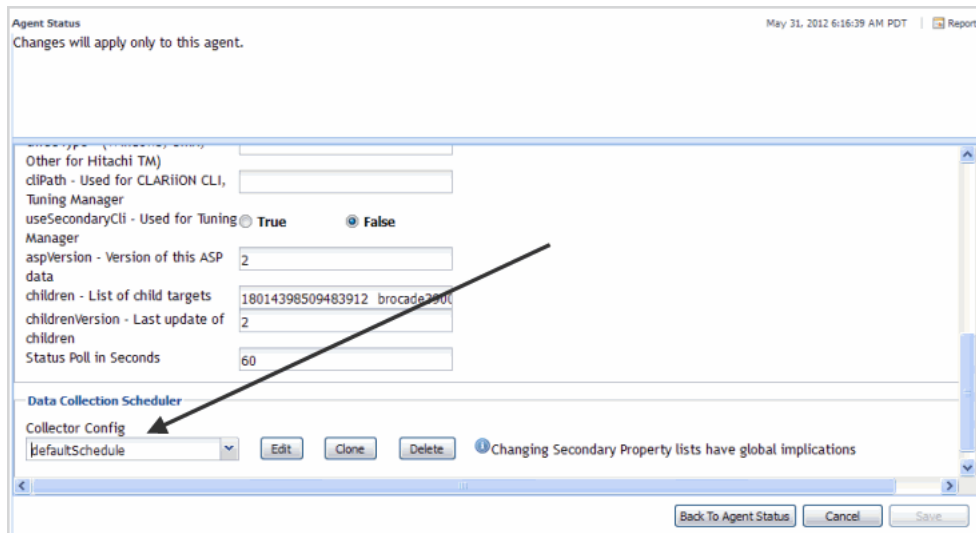 Agent Status
May 31, 2012 6:16:39 AM PDT | Report
Changes will apply only to this agent.
Other for Hitachi TM)
cliPath - Used for CLARiiON CLI,
Tuning Manager
useSecondaryCli - Used for Tuning True False
Manager
aspVersion - Version of this ASP 2
data
children - List of child targets 18014398509483912 brocade3900
childrenVersion - Last update of 2
children
Status Poll in Seconds 60
Data Collection Scheduler
Collector Config
defaultSchedule Edit Clone Delete Changing Secondary Property lists have global implications
Back To Agent Status Cancel Save